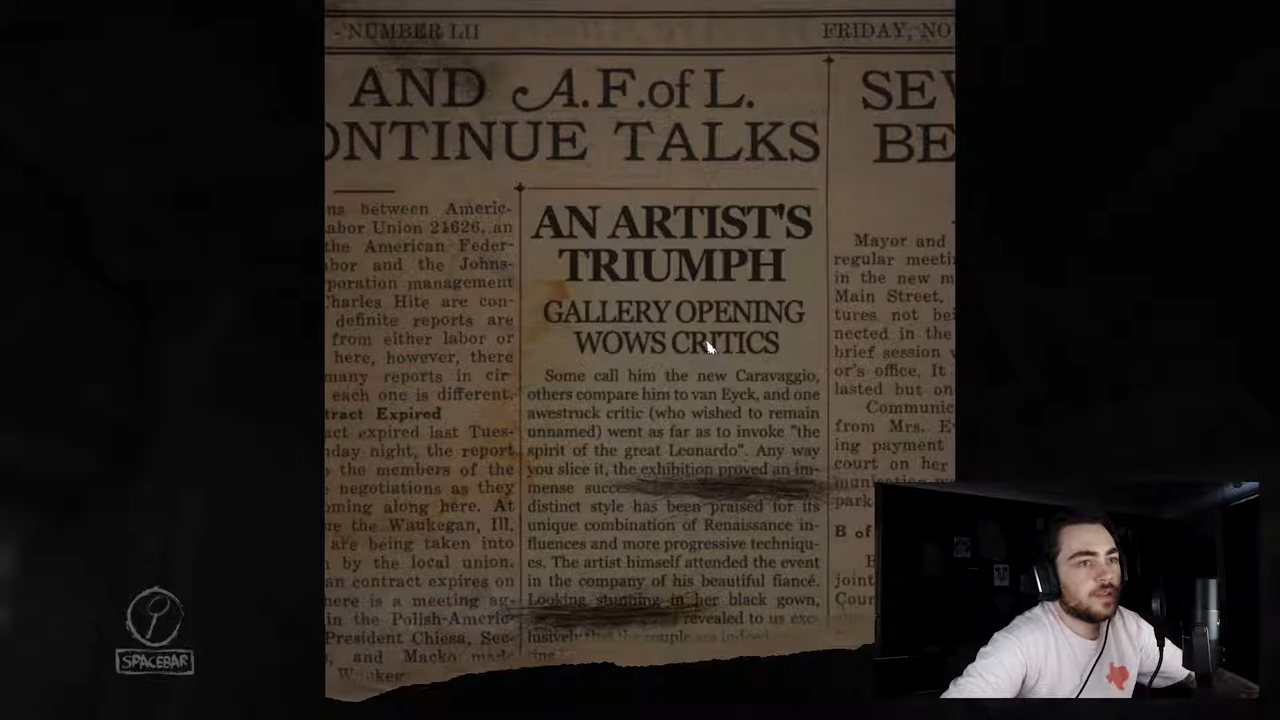 - NUMBER LII
FRIDAY, NO
AND A.F.of L.
ONTINUE TALKS
ns between Americ-
abor Union 21626, an
the American Feder-
bor and the Johns-
poration management
Charles Hite are con-
definite reports are
from either labor or
here, however, there
many reports in cir-
each one is different.
tract Expired
act expired last Tues-
day night, the report
the members of the
negotiations as they
oming along here. At
the Waukegan, Ill.
are being taken into
by the local union.
an contract expires on
here is a meeting ag-
in the Polish-Americ-
President Chiesa, Sec-
and Macko made
Waukeg
AN ARTIST'S
TRIUMPH
GALLERY OPENING
WOWS CRITICS
Some call him the new Caravaggio,
others compare him to van Eyck, and one
awestruck critic (who wished to remain
unnamed) went as far as to invoke "the
spirit of the great Leonardo". Any way
you slice it, the exhibition proved an im-
mense succes
distinct style has been praised for its
unique combination of Renaissance in-
fluences and more progressive techniqu-
es. The artist himself attended the event
in the company of his beautiful fiancé.
Looking stunning in her black gown,
revealed to us exc-
lusively that the couple are indeed
SEV
BE
Mayor and
regular meeti
in the new m
Main Street,
tures not bei
nected in the
brief session
or's office. It
lasted but on
Communic
from Mrs. E
ing payment
court on her
park
B of
joint
Cour
SPACEBAR